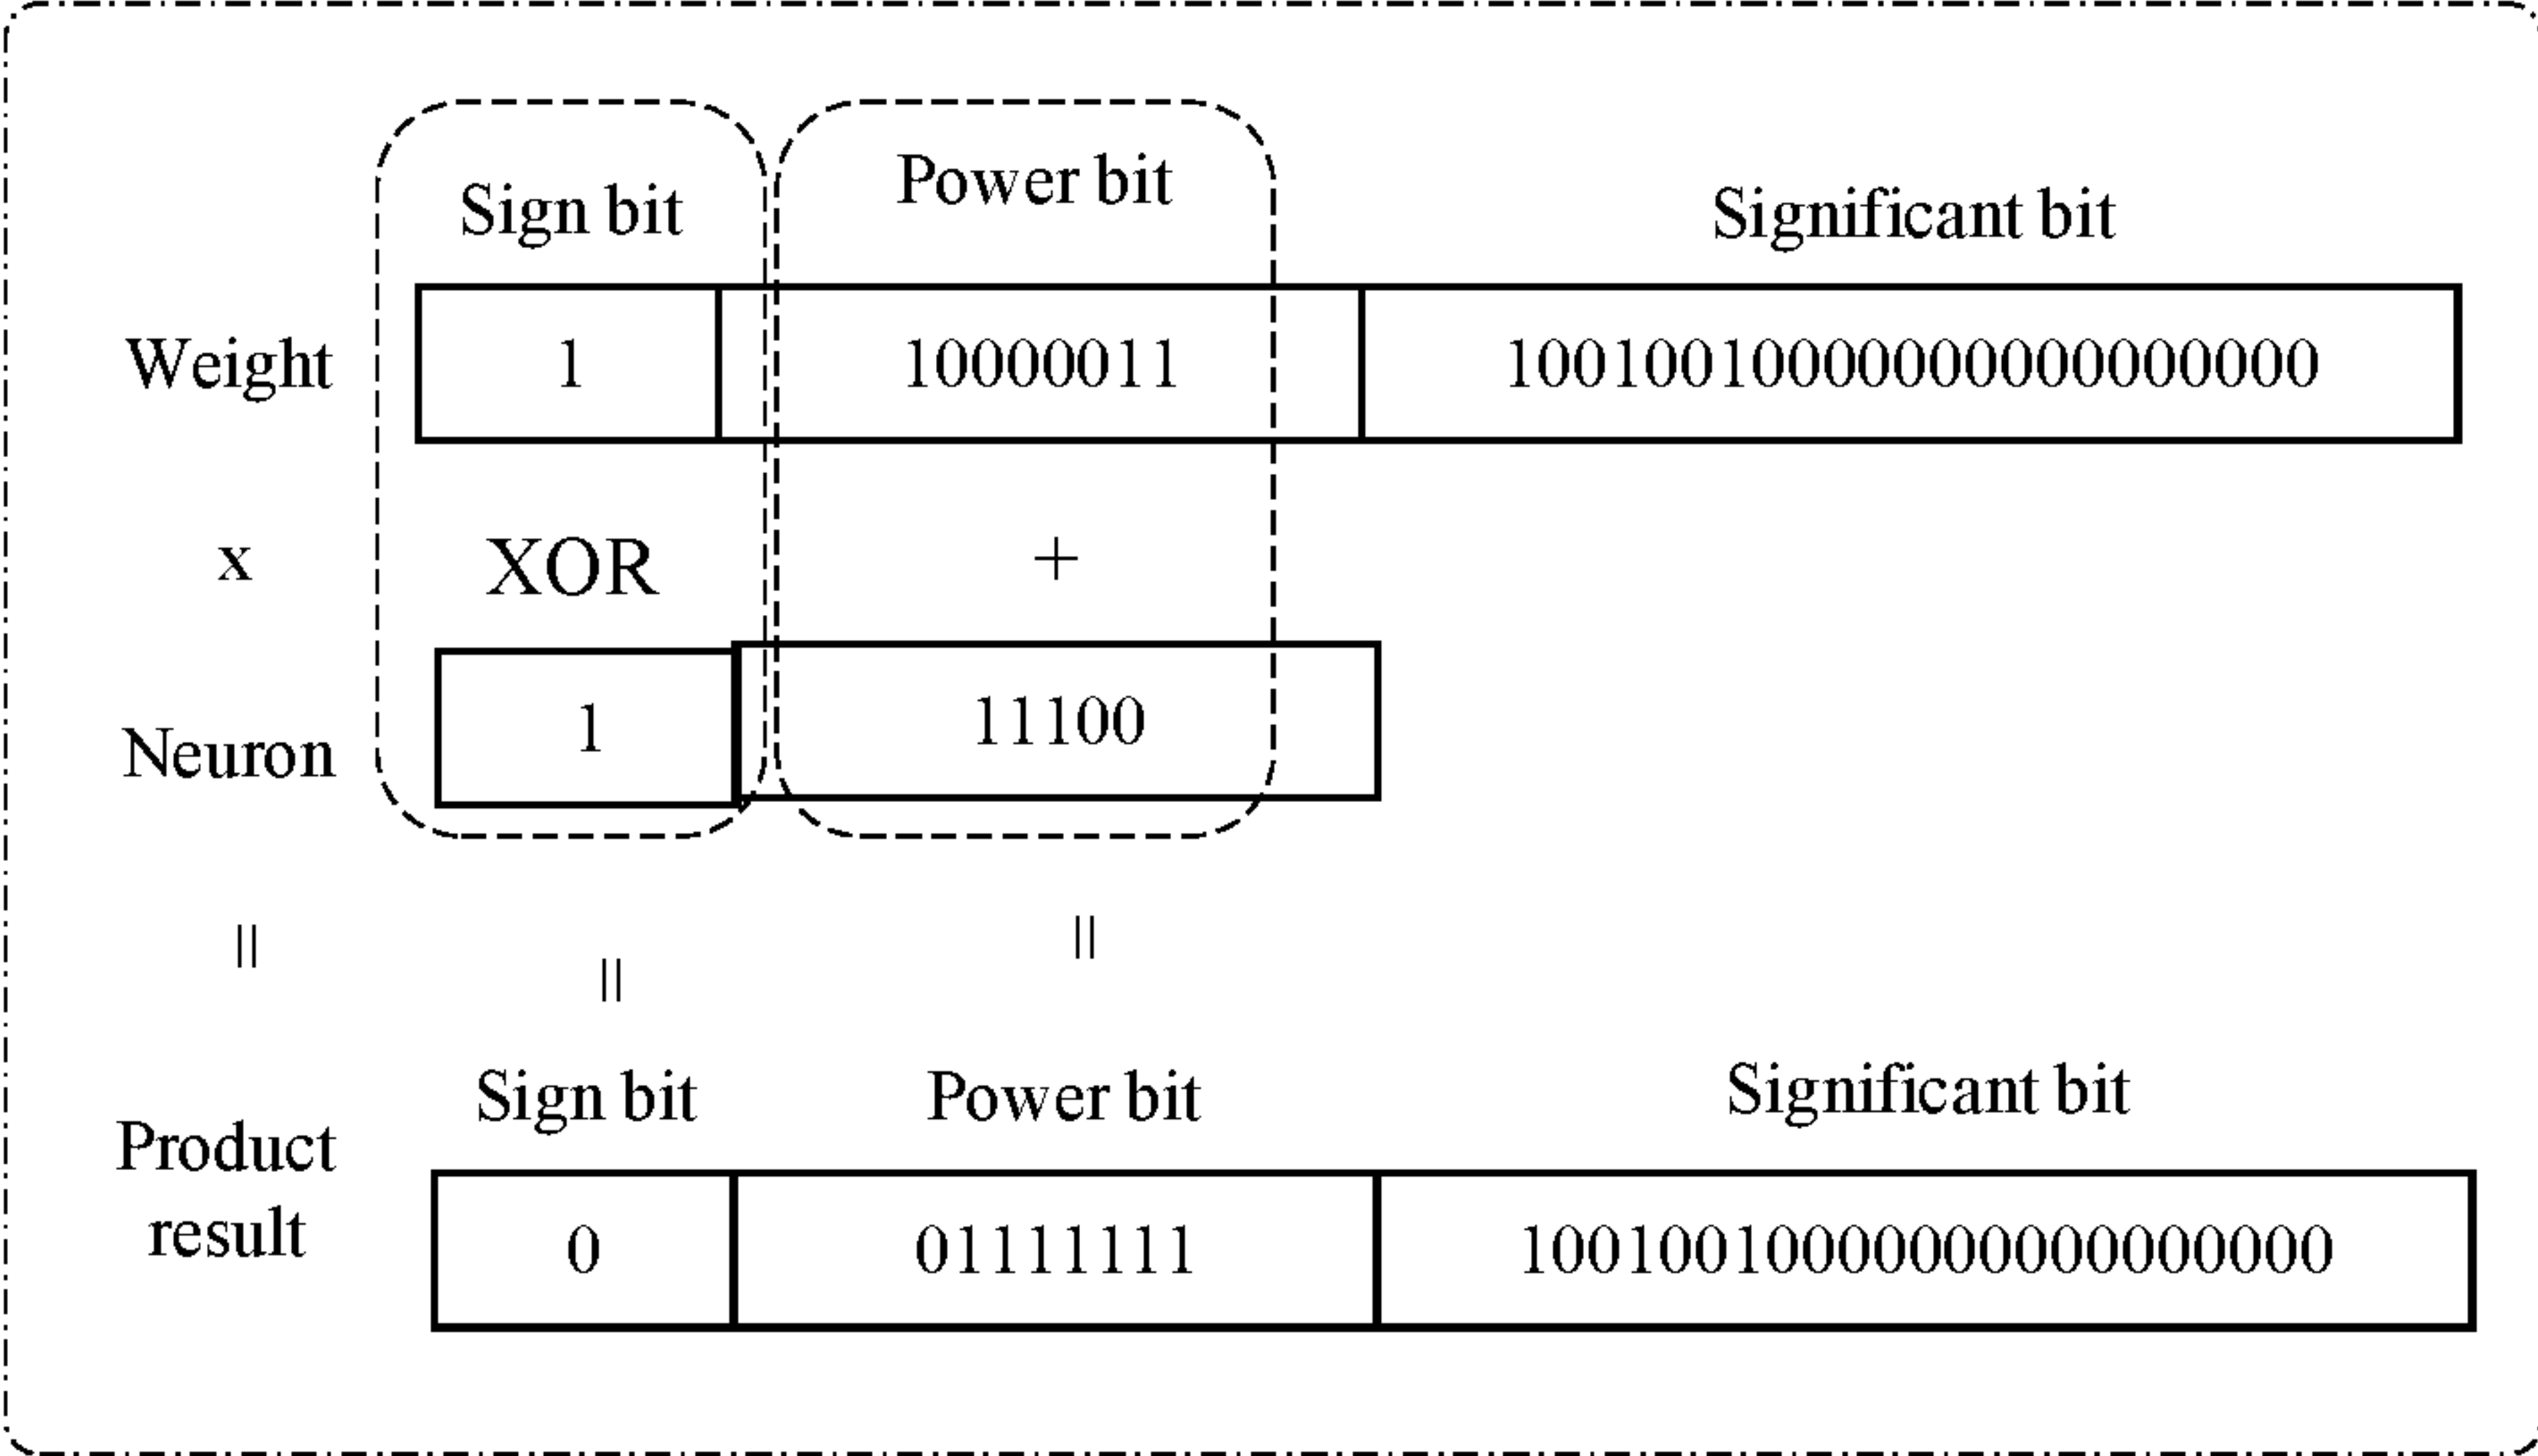 Sign bit Power bit Significant bit
Weight 1 10000011 10010010000000000000000
x XOR +
Neuron 1 11100
= = =
Sign bit Power bit Significant bit
Product
result 0 01111111 10010010000000000000000